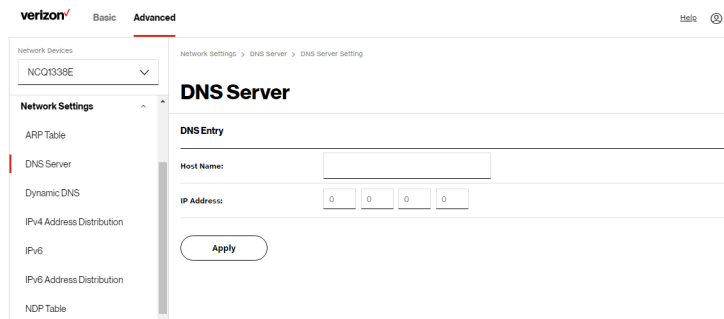 verizon Basic Advanced Help
Network Devices
NCQ1338E
Network Settings
ARP Table
DNS Server
Dynamic DNS
IPv4 Address Distribution
IPv6
IPv6 Address Distribution
NDP Table
Network Settings > DNS Server > DNS Server Setting
DNS Server
DNS Entry
Host Name:
IP Address: 0 0 0 0
Apply